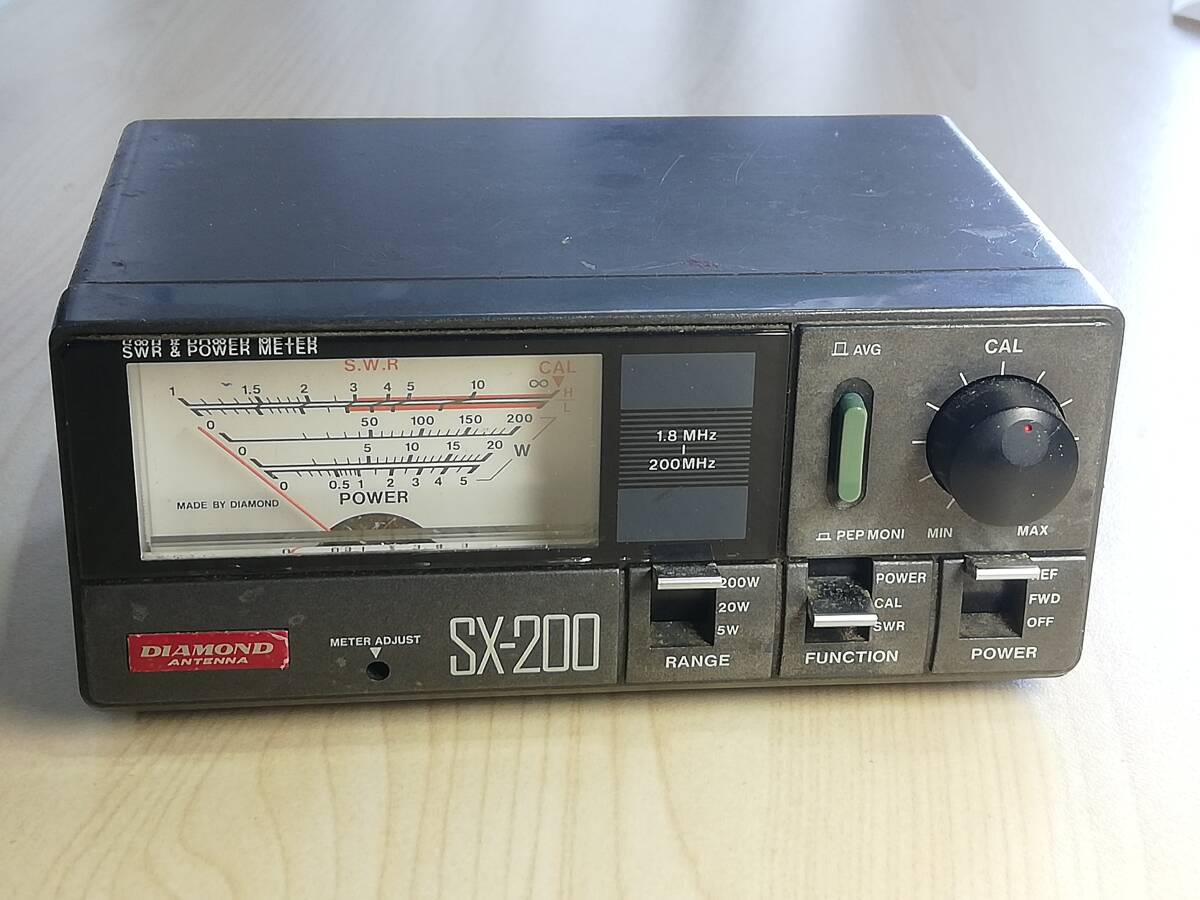 SWR & POWER METER
S.W.R
CAL
1 1.5 2 3 4 5 10 ∞
H
L
0 50 100 150 200
0 5 10 15 20
W
0 0.5 1 2 3 4 5
POWER
MADE BY DIAMOND
1.8 MHz
200MHz
AVG
PEP MONI
CAL
MIN
MAX
DIAMOND
ANTENNA
METER ADJUST
SX-200
200W
20W
5W
RANGE
POWER
CAL
SWR
FUNCTION
FWD
OFF
POWER